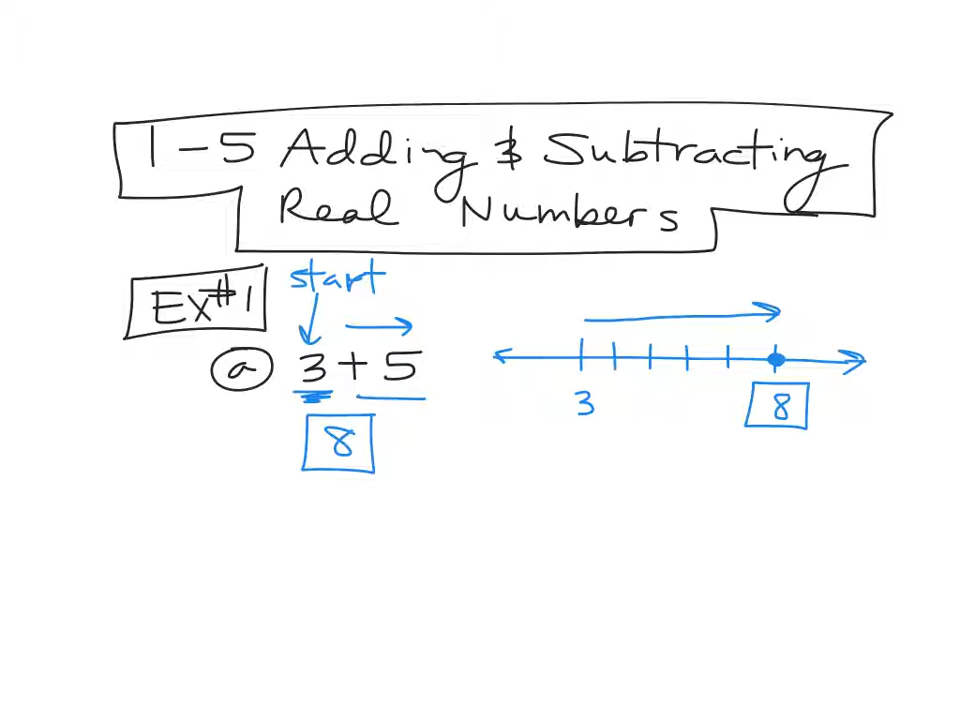 1-5 Adding & Subtracting
Real Numbers
Ex#1
start
a 3 + 5
8
3 8